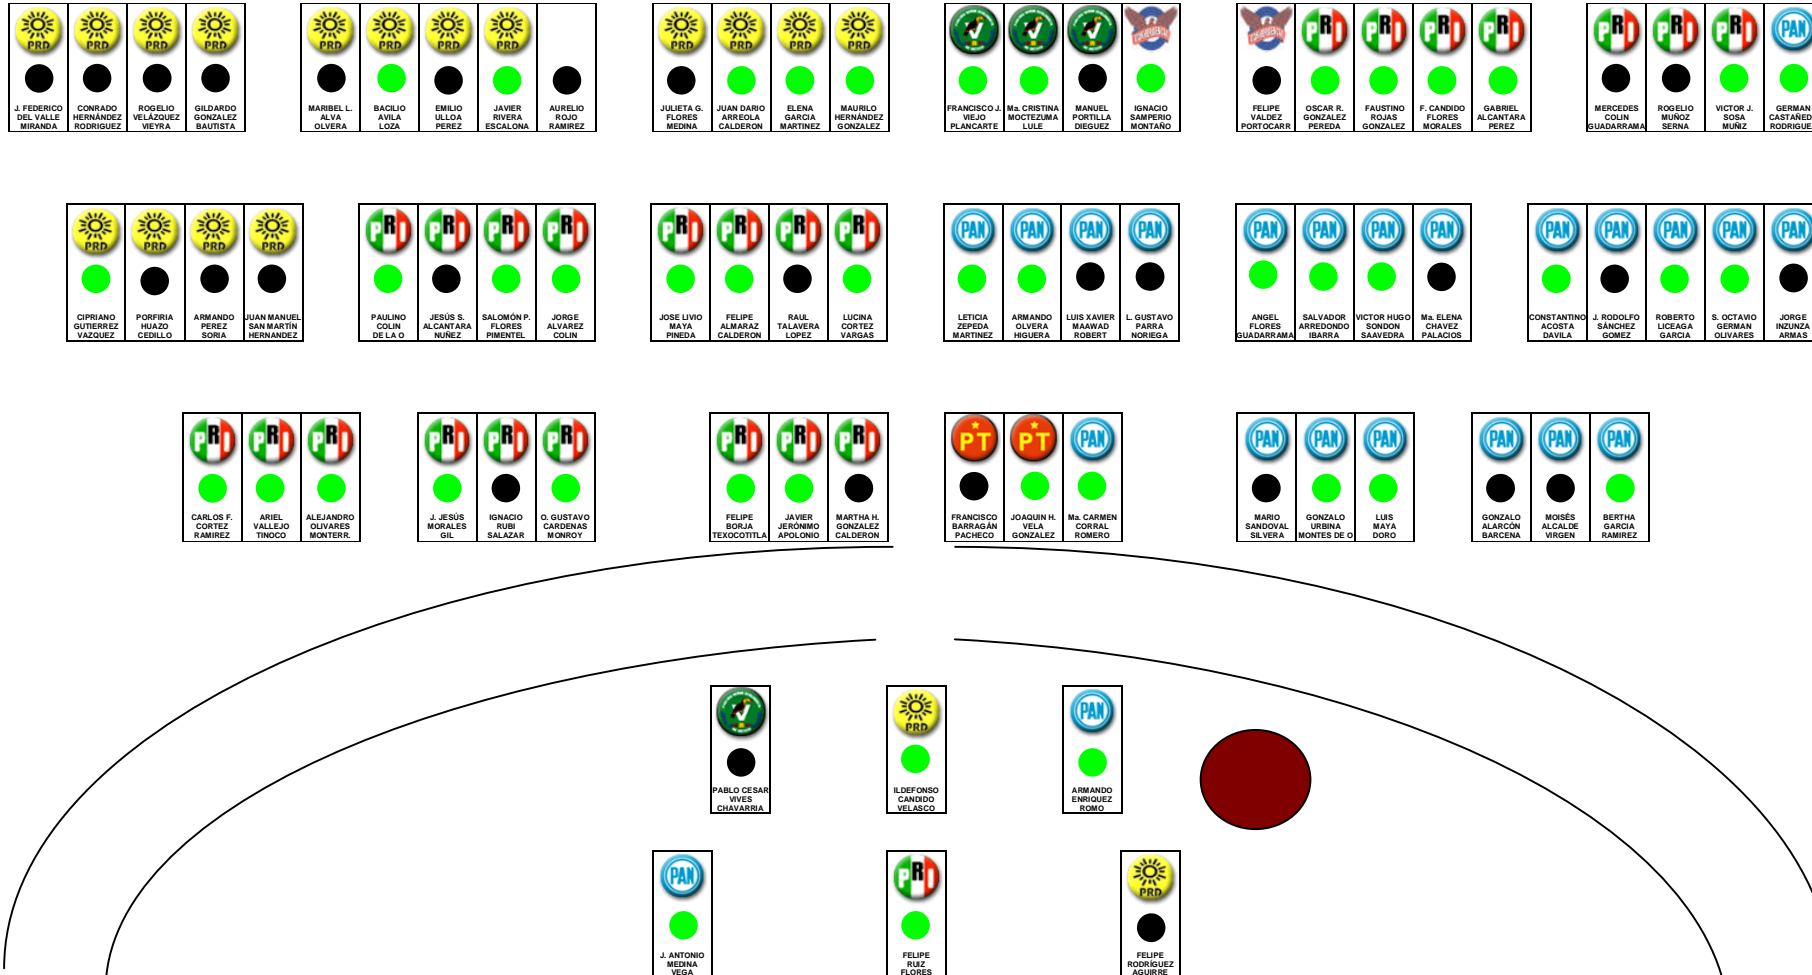 PRD PRD PRD PRD
J. FEDERICO
DEL VALLE
MIRANDA
CONRADO
HERNÁNDEZ
RODRIGUEZ
ROGELIO
VELÁZQUEZ
VIEYRA
GILDARDO
GONZALEZ
BAUTISTA
PRD PRD PRD PRD
MARIBEL L.
ALVA
OLVERA
BACILIO
AVILA
LOZA
EMILIO
ULLOA
PEREZ
JAVIER
RIVERA
ESCALONA
AURELIO
ROJO
RAMIREZ
PRD PRD PRD PRD
JULIETA G.
FLORES
MEDINA
JUAN DARIO
ARREOLA
CALDERON
ELENA
GARCIA
MARTINEZ
MAURILO
HERNÁNDEZ
GONZALEZ
FRANCISCO J.
VIEJO
PLANCARTE
Ma. CRISTINA
MOCTEZUMA
LULE
MANUEL
PORTILLA
DIEGUEZ
CONVERGENCIA
IGNACIO
SAMPERIO
MONTAÑO
CONVERGENCIA PRI PRI PRI PRI
FELIPE
VALDEZ
PORTOCARR
OSCAR R.
GONZALEZ
PEREDA
FAUSTINO
ROJAS
GONZALEZ
F. CANDIDO
FLORES
MORALES
GABRIEL
ALCANTARA
PEREZ
PRI PRI PRI PAN
MERCEDES
COLIN
GUADARRAMA
ROGELIO
MUÑOZ
SERNA
VICTOR J.
SOSA
MUÑIZ
GERMAN
CASTAÑED
RODRIGUE
PRD PRD PRD PRD
CIPRIANO
GUTIERREZ
VAZQUEZ
PORFIRIA
HUAZO
CEDILLO
ARMANDO
PEREZ
SORIA
JUAN MANUEL
SAN MARTÍN
HERNANDEZ
PRI PRI PRI PRI
PAULINO
COLIN
DE LA O
JESÚS S.
ALCANTARA
NUÑEZ
SALOMÓN P.
FLORES
PIMENTEL
JORGE
ALVAREZ
COLIN
PRI PRI PRI PRI
JOSE LIVIO
MAYA
PINEDA
FELIPE
ALMARAZ
CALDERON
RAUL
TALAVERA
LOPEZ
LUCINA
CORTEZ
VARGAS
PAN PAN PAN PAN
LETICIA
ZEPEDA
MARTINEZ
ARMANDO
OLVERA
HIGUERA
LUIS XAVIER
MAAWAD
ROBERT
L. GUSTAVO
PARRA
NORIEGA
PAN PAN PAN PAN
ANGEL
FLORES
GUADARRAMA
SALVADOR
ARREDONDO
IBARRA
VICTOR HUGO
SONDON
SAAVEDRA
Ma. ELENA
CHAVEZ
PALACIOS
PAN PAN PAN PAN PAN
CONSTANTINO
ACOSTA
DAVILA
J. RODOLFO
SÁNCHEZ
GOMEZ
ROBERTO
LICEAGA
GARCIA
S. OCTAVIO
GERMAN
OLIVARES
JORGE
INZUNZA
ARMAS
PRI PRI PRI
CARLOS F.
CORTEZ
RAMIREZ
ARIEL
VALLEJO
TINOCO
ALEJANDRO
OLIVARES
MONTERR.
PRI PRI PRI
J. JESÚS
MORALES
GIL
IGNACIO
RUBI
SALAZAR
O. GUSTAVO
CARDENAS
MONROY
PRI PRI PRI
FELIPE
BORJA
TEXOCOTITLA
JAVIER
JERÓNIMO
APOLONIO
MARTHA H.
GONZALEZ
CALDERON
PT PT PAN
FRANCISCO
BARRAGÁN
PACHECO
JOAQUIN H.
VELA
GONZALEZ
Ma. CARMEN
CORRAL
ROMERO
PAN PAN PAN
MARIO
SANDOVAL
SILVERA
GONZALO
URBINA
MONTES DE O
LUIS
MAYA
DORO
PAN PAN PAN
GONZALO
ALARCÓN
BARCENA
MOISÉS
ALCALDE
VIRGEN
BERTHA
GARCIA
RAMIREZ
PABLO CESAR
VIVES
CHAVARRIA
PRD
ILDEFONSO
CANDIDO
VELASCO
PAN
ARMANDO
ENRIQUEZ
ROMO
PAN
J. ANTONIO
MEDINA
VEGA
PRI
FELIPE
RUIZ
FLORES
PRD
FELIPE
RODRÍGUEZ
AGUIRRE